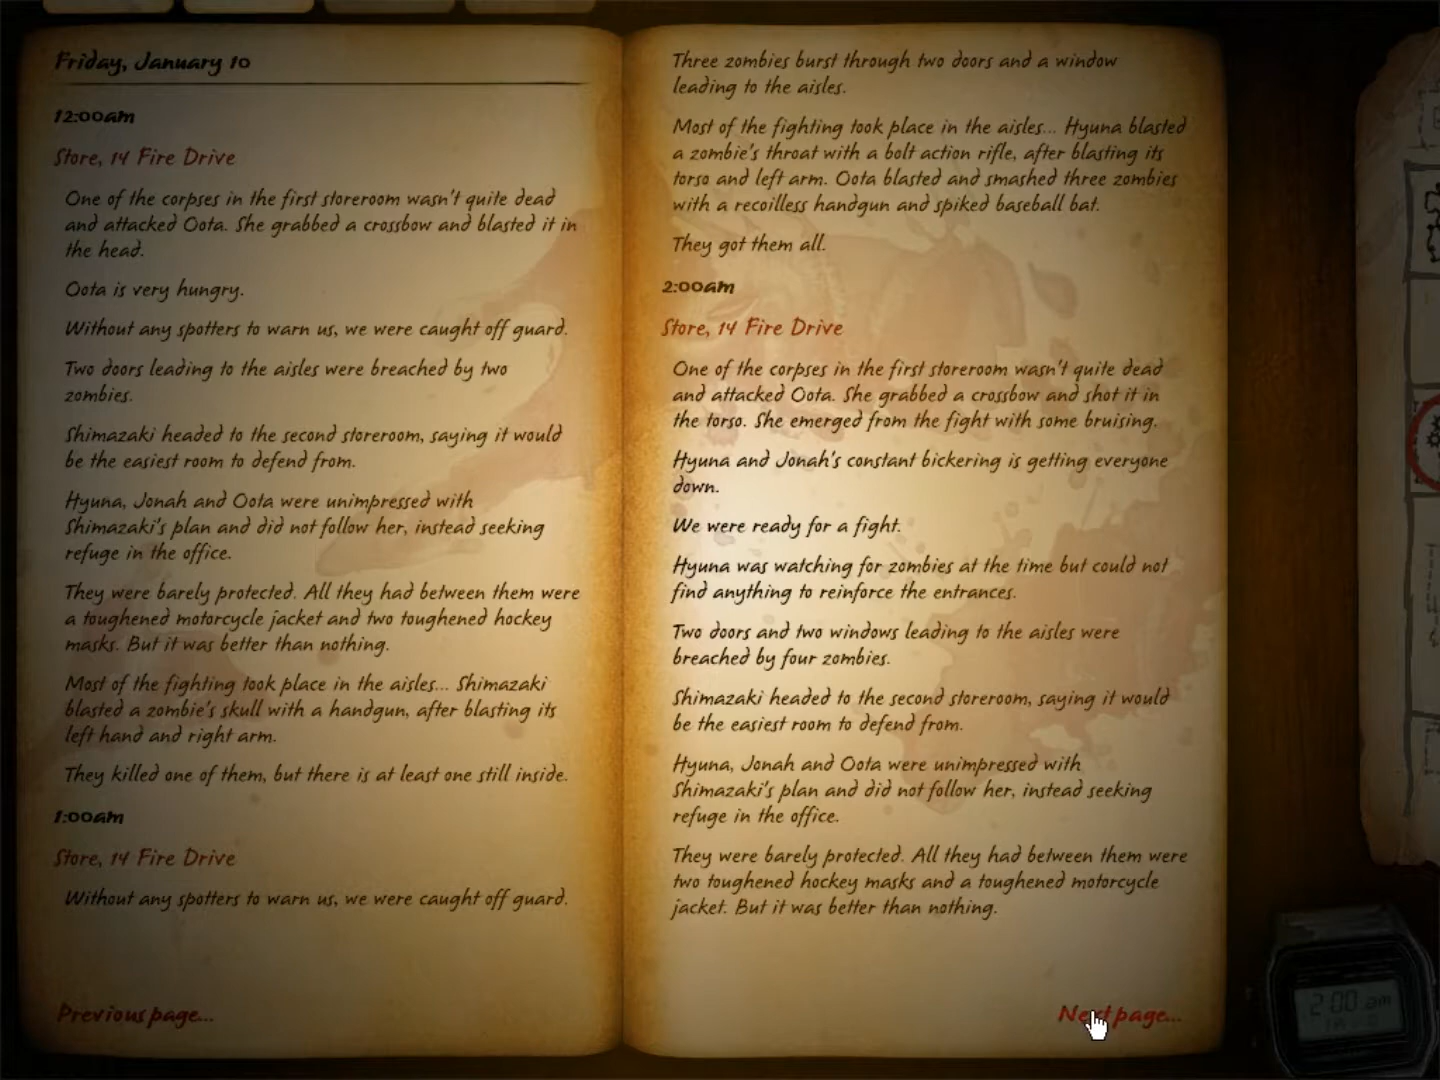 Friday, January 10
12:00am
Store, 14 Fire Drive
One of the corpses in the first storeroom wasn't quite dead
and attacked Oota. She grabbed a crossbow and blasted it in
the head.
Oota is very hungry.
Without any spotters to warn us, we were caught off guard.
Two doors leading to the aisles were breached by two
zombies.
Shimazaki headed to the second storeroom, saying it would
be the easiest room to defend from.
Hyuna, Jonah and Oota were unimpressed with
Shimazaki's plan and did not follow her, instead seeking
refuge in the office.
They were barely protected. All they had between them were
a toughened motorcycle jacket and two toughened hockey
masks. But it was better than nothing.
Most of the fighting took place in the aisles... Shimazaki
blasted a zombie's skull with a handgun, after blasting its
left hand and right arm.
They killed one of them, but there is at least one still inside.
1:00am
Store, 14 Fire Drive
Without any spotters to warn us, we were caught off guard.
Previous page...
Three zombies burst through two doors and a window
leading to the aisles.
Most of the fighting took place in the aisles... Hyuna blasted
a zombie's throat with a bolt action rifle, after blasting its
torso and left arm. Oota blasted and smashed three zombies
with a recoilless handgun and spiked baseball bat.
They got them all.
2:00am
Store, 14 Fire Drive
One of the corpses in the first storeroom wasn't quite dead
and attacked Oota. She grabbed a crossbow and shot it in
the torso. She emerged from the fight with some bruising.
Hyuna and Jonah's constant bickering is getting everyone
down.
We were ready for a fight.
Hyuna was watching for zombies at the time but could not
find anything to reinforce the entrances.
Two doors and two windows leading to the aisles were
breached by four zombies.
Shimazaki headed to the second storeroom, saying it would
be the easiest room to defend from.
Hyuna, Jonah and Oota were unimpressed with
Shimazaki's plan and did not follow her, instead seeking
refuge in the office.
They were barely protected. All they had between them were
two toughened hockey masks and a toughened motorcycle
jacket. But it was better than nothing.
Next page...
2:00 am